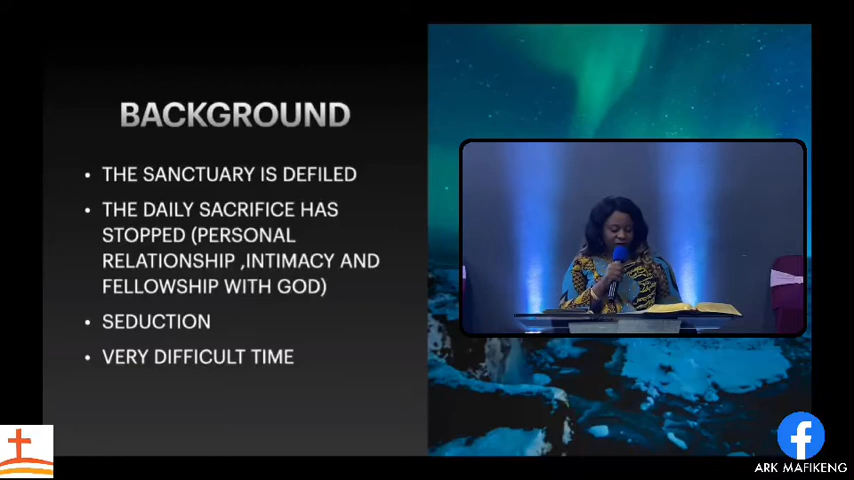 BACKGROUND
• THE SANCTUARY IS DEFILED
• THE DAILY SACRIFICE HAS
STOPPED (PERSONAL
RELATIONSHIP ,INTIMACY AND
FELLOWSHIP WITH GOD)
• SEDUCTION
• VERY DIFFICULT TIME
ARK MAFIKENG